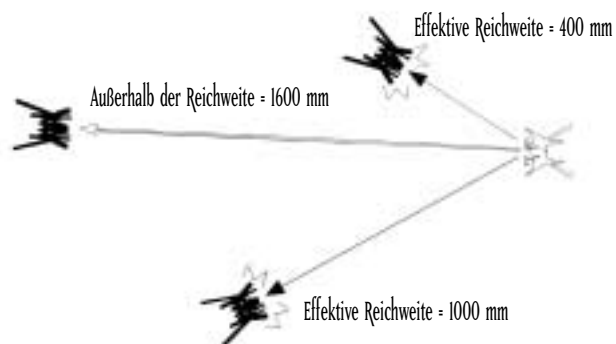 Effektive Reichweite = 400 mm
Außerhalb der Reichweite = 1600 mm
Effektive Reichweite = 1000 mm